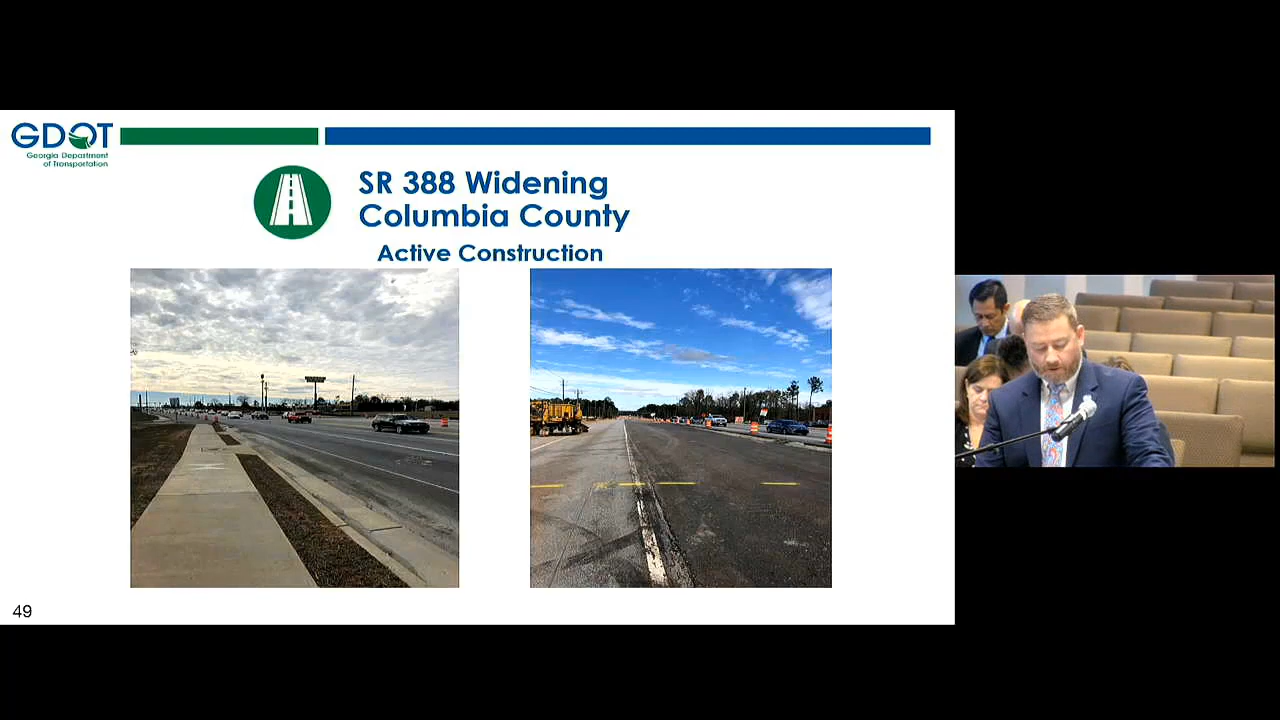 GDOT
Georgia Department
of Transportation
SR 388 Widening
Columbia County
Active Construction
49